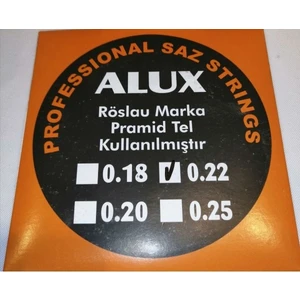 PROFESSIONAL SAZ STRINGS
ALUX
Röslau Marka
Pramid Tel
Kullanılmıştır
0.18 0.22
0.20 0.25